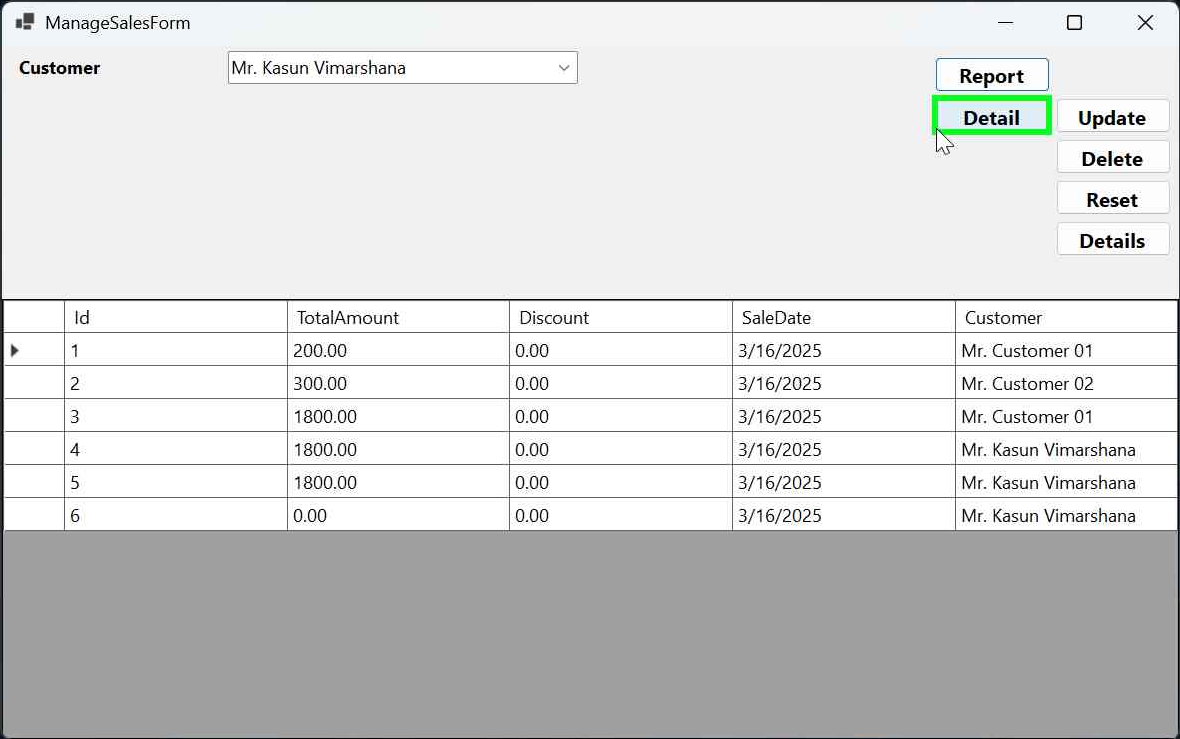 ManageSalesForm
Customer Mr. Kasun Vimarshana
Report
Detail Update
Delete
Reset
Details
Id TotalAmount Discount SaleDate Customer
1 200.00 0.00 3/16/2025 Mr. Customer 01
2 300.00 0.00 3/16/2025 Mr. Customer 02
3 1800.00 0.00 3/16/2025 Mr. Customer 01
4 1800.00 0.00 3/16/2025 Mr. Kasun Vimarshana
5 1800.00 0.00 3/16/2025 Mr. Kasun Vimarshana
6 0.00 0.00 3/16/2025 Mr. Kasun Vimarshana